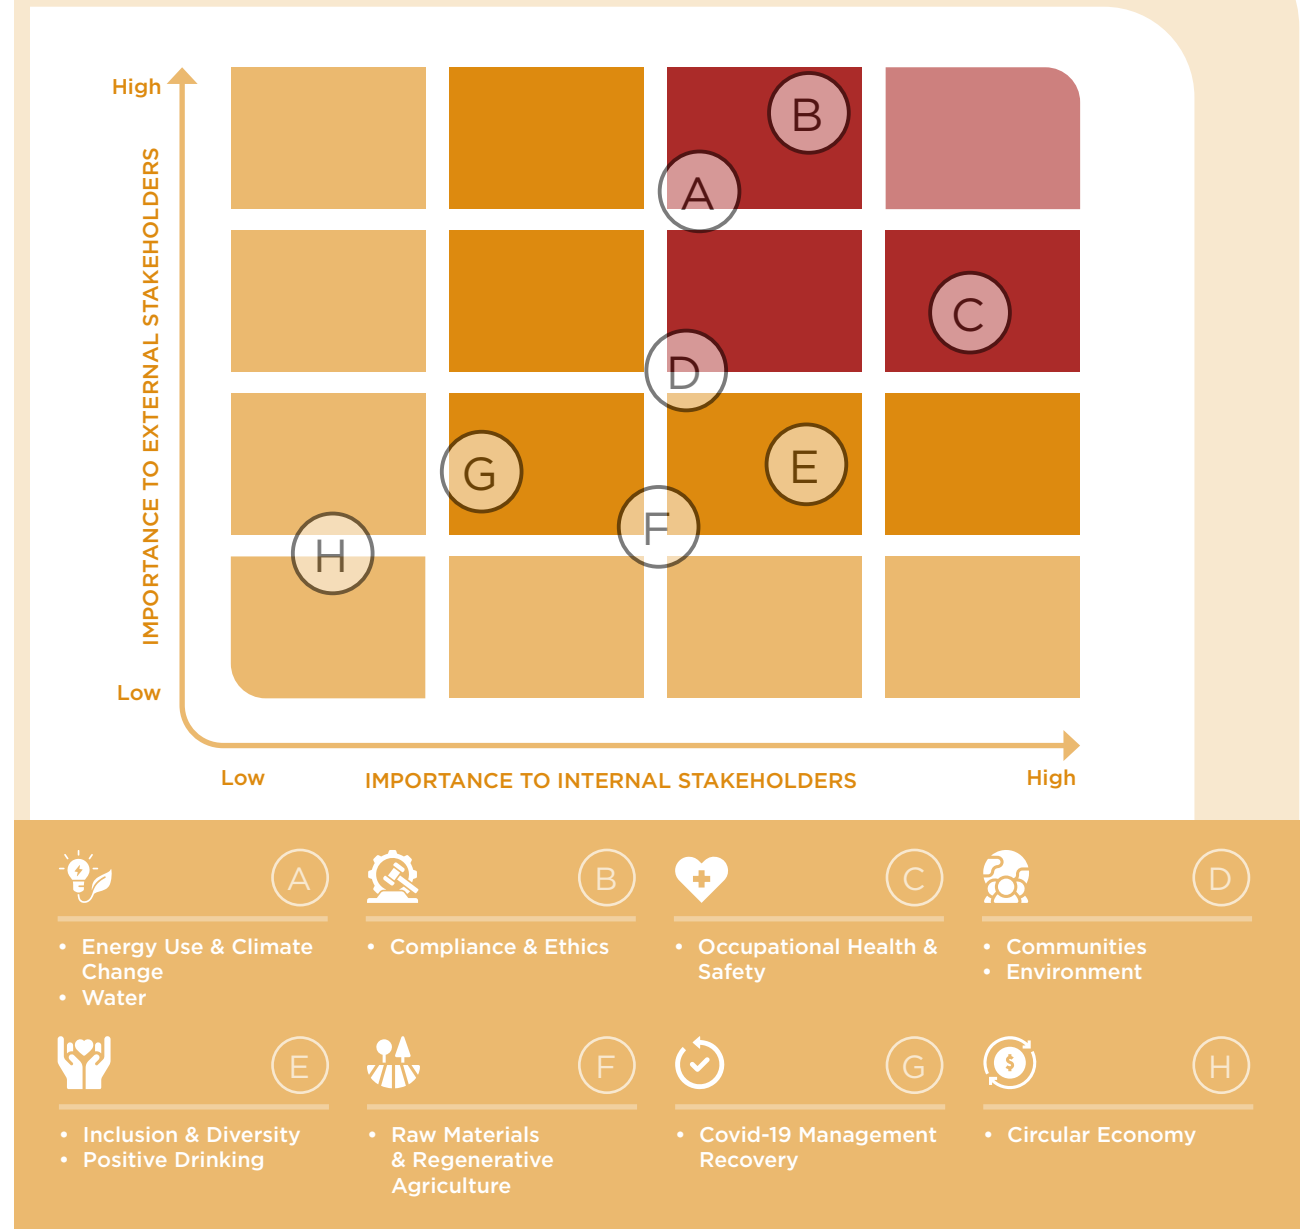 High
B
A
IMPORTANCE TO EXTERNAL STAKEHOLDERS
C
D
G
E
F
H
Low
Low
IMPORTANCE TO INTERNAL STAKEHOLDERS
High
A
• Energy Use & Climate
Change
• Water
B
• Compliance & Ethics
C
• Occupational Health &
Safety
D
• Communities
• Environment
E
• Inclusion & Diversity
• Positive Drinking
F
• Raw Materials
& Regenerative
Agriculture
G
• Covid-19 Management
Recovery
$
H
• Circular Economy